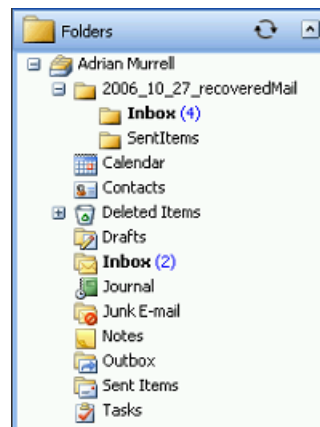 Folders
Adrian Murrell
2006_10_27_recoveredMail
Inbox (4)
SentItems
Calendar
Contacts
Deleted Items
Drafts
Inbox (2)
Journal
Junk E-mail
Notes
Outbox
Sent Items
Tasks